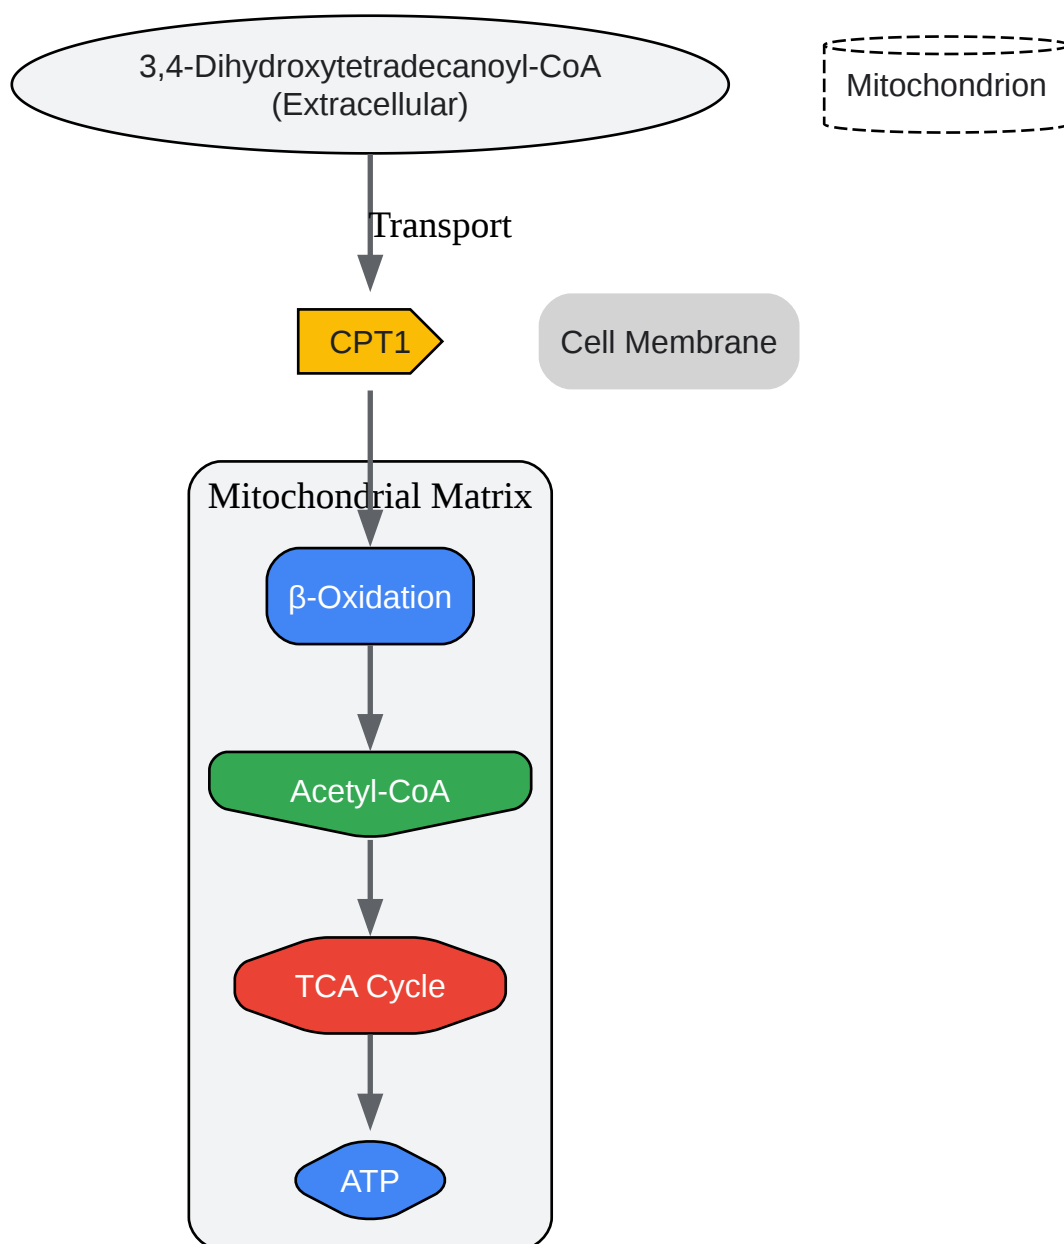 3,4-Dihydroxytetradecanoyl-CoA
(Extracellular)
Mitochondrion
Transport
CPT1
Cell Membrane
Mitochondrial Matrix
β-Oxidation
Acetyl-CoA
TCA Cycle
ATP